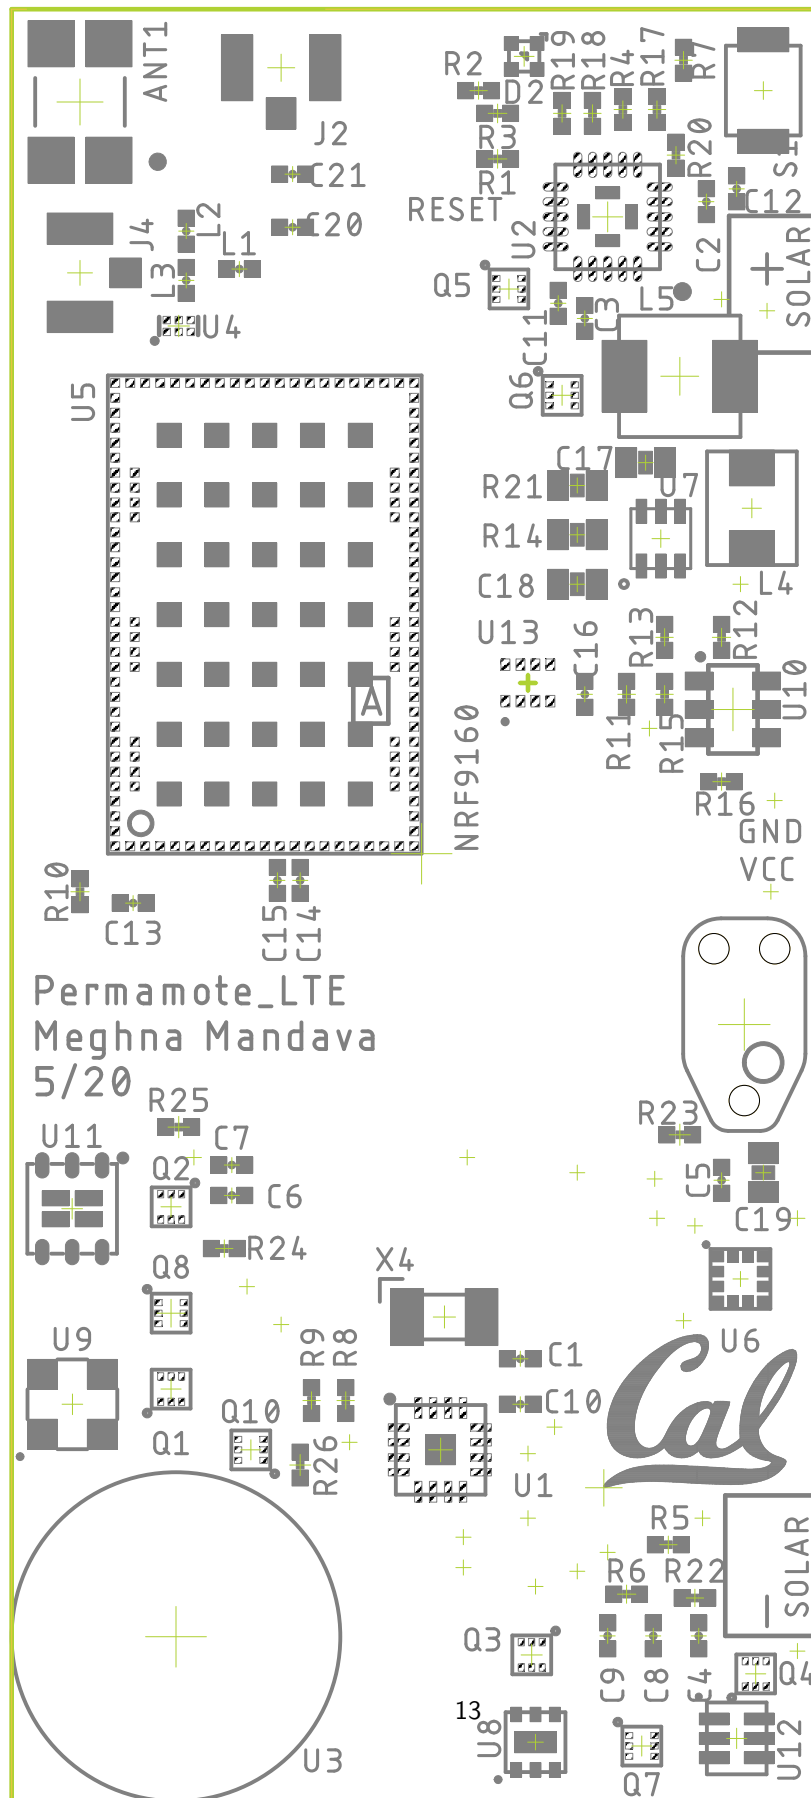 ANT1
J2
R2
D2
R19
R18
R4
R17
R7
S1
R3
R1
R20
C21
C20
RESET
U2
C12
C2
SOLAR
+
J4
L2
L1
L3
U4
Q5
C11
C3
L5
Q6
U5
C17
U7
R21
R14
C18
L4
U13
C16
R13
R12
U10
A
R11
R15
R16
NRF9160
GND
VCC
R10
C13
C15
C14
Permamote_LTE
Meghna Mandava
5/20
R25
R23
U11
C7
Q2
C6
C5
C19
R24
Q8
X4
U6
U9
R9
R8
C1
C10
Cal
Q1
Q10
R26
U1
R5
R6
R22
SOLAR
Q3
C9
C8
C4
Q4
13
U8
U3
Q7
U12